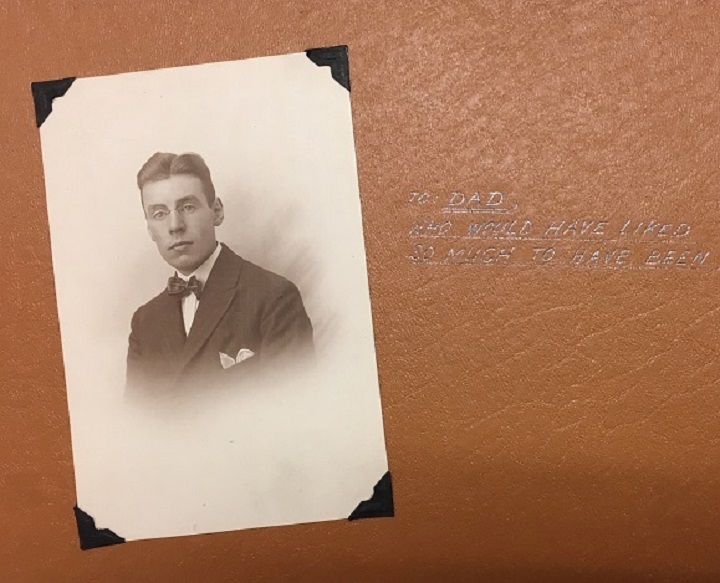 TO: DAD,
WHO WOULD HAVE LIKED
SO MUCH TO HAVE BEEN